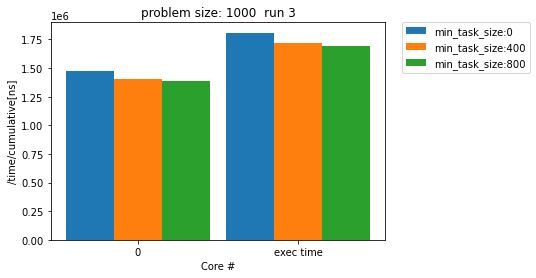 problem size: 1000  run 3
1e6
1.75
1.50
1.25
1.00
0.75
0.50
0.25
0.00
/time/cumulative[ns]
0
exec time
Core #
min_task_size:0
min_task_size:400
min_task_size:800